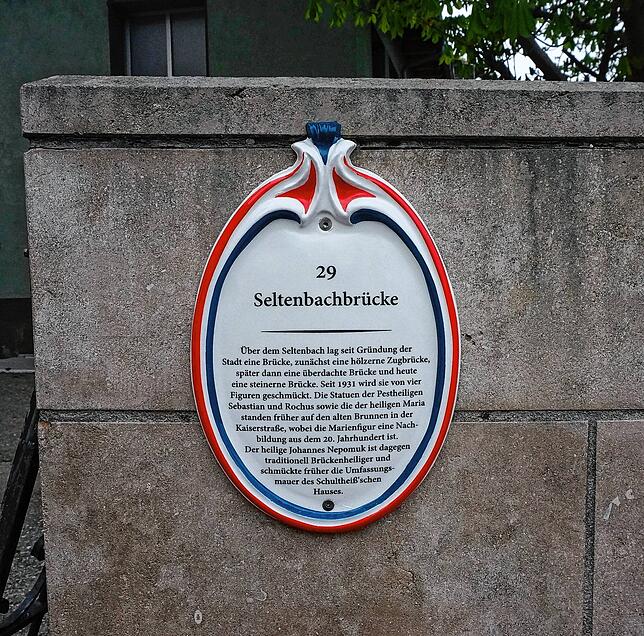 29
Seltenbachbrücke
Über dem Seltenbach lag seit Gründung der
Stadt eine Brücke, zunächst eine hölzerne Zugbrücke,
später dann eine überdachte Brücke und heute
eine steinerne Brücke. Seit 1931 wird sie von vier
Figuren geschmückt. Die Statuen der Pestheiligen
Sebastian und Rochus sowie die der heiligen Maria
standen früher auf den alten Brunnen in der
Kaiserstraße, wobei die Marienfigur eine Nach-
bildung aus dem 20. Jahrhundert ist.
Der heilige Johannes Nepomuk ist dagegen
traditionell Brückenheiliger und
schmückte früher die Umfassungs-
mauer des Schultheiß'schen
Hauses.